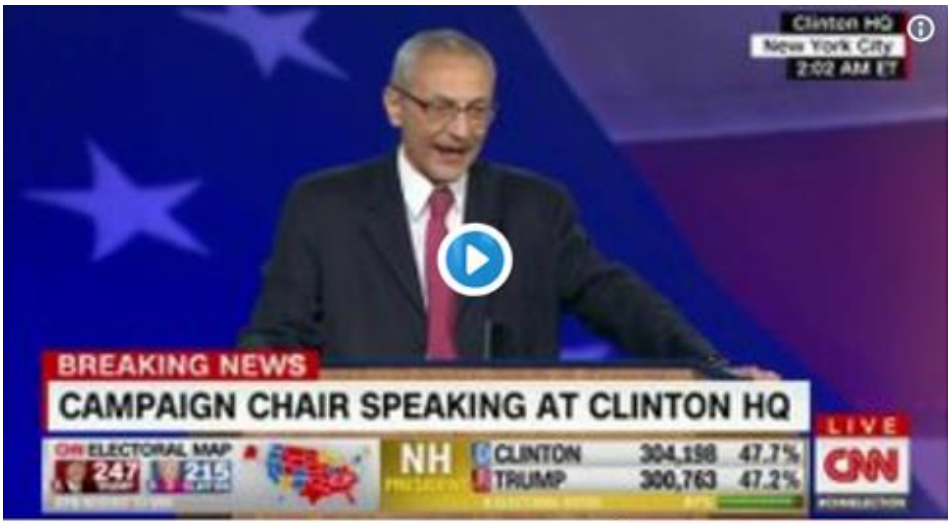 Clinton HQ
New York City
2:02 AM ET
BREAKING NEWS
CAMPAIGN CHAIR SPEAKING AT CLINTON HQ
LIVE
CNN
CNN ELECTORAL MAP
247
215
NH
PRESIDENT
D CLINTON 304,198 47.7%
R TRUMP 300,763 47.2%